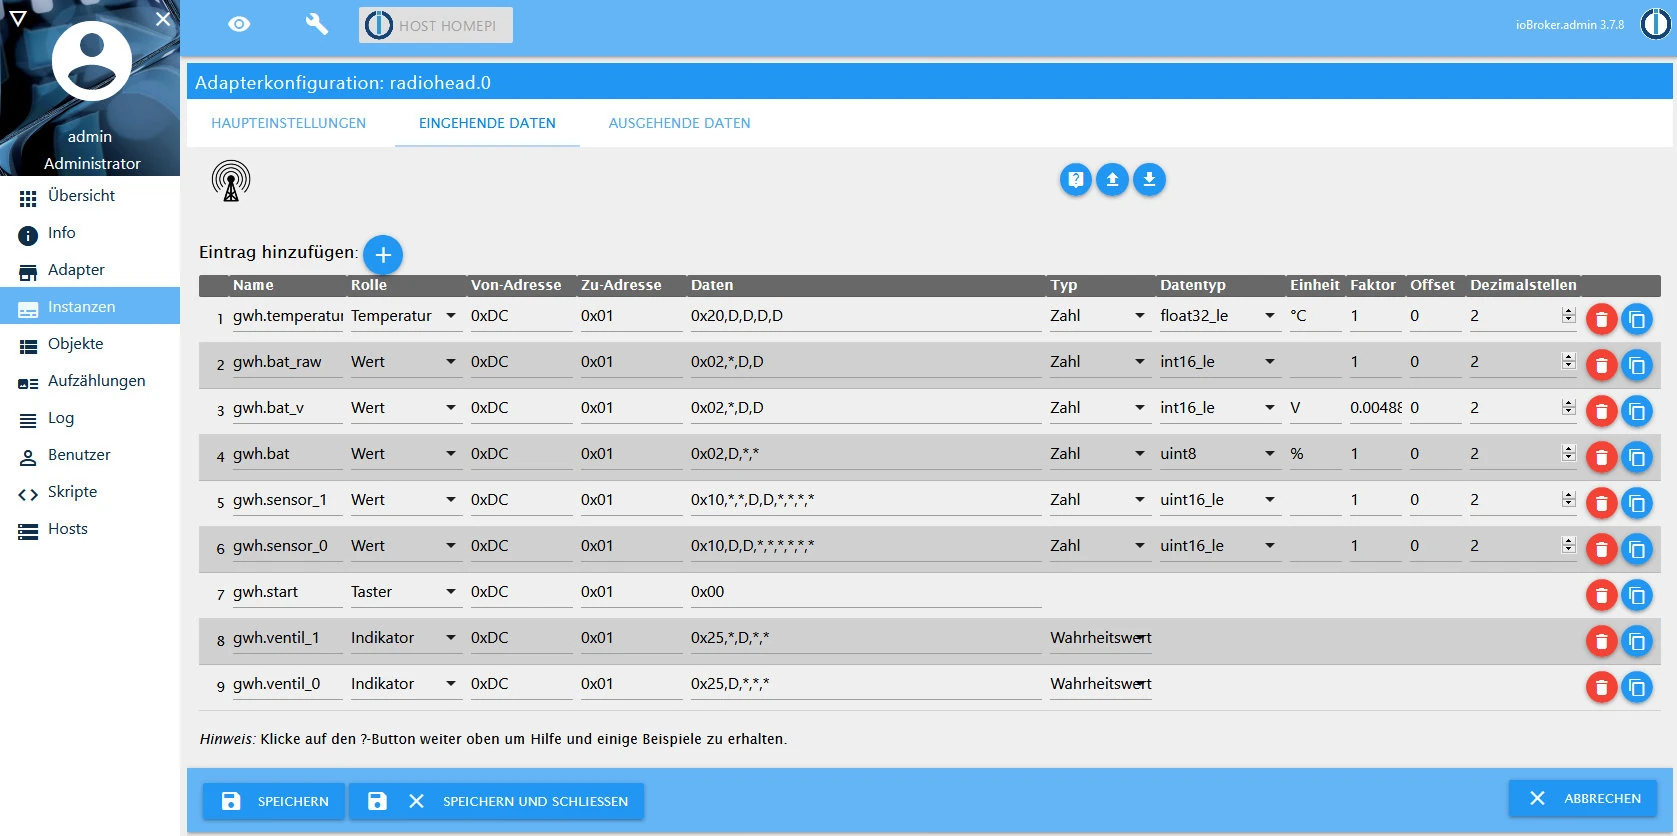 HOST HOMEPI
ioBroker.admin 3.7.8
admin
Administrator
Übersicht
Info
Adapter
Instanzen
Objekte
Aufzählungen
Log
Benutzer
Skripte
Hosts
Adapterkonfiguration: radiohead.0
HAUPTEINSTELLUNGEN EINGEHENDE DATEN AUSGEHENDE DATEN
Eintrag hinzufügen:
Name Rolle Von-Adresse Zu-Adresse Daten Typ Datentyp Einheit Faktor Offset Dezimalstellen
1 gwh.temperatur Temperatur 0xDC 0x01 0x20,D,D,D,D Zahl float32_le °C 1 0 2
2 gwh.bat_raw Wert 0xDC 0x01 0x02,*,D,D Zahl int16_le 1 0 2
3 gwh.bat_v Wert 0xDC 0x01 0x02,*,D,D Zahl int16_le V 0.00488 0 2
4 gwh.bat Wert 0xDC 0x01 0x02,D,*,* Zahl uint8 % 1 0 2
5 gwh.sensor_1 Wert 0xDC 0x01 0x10,*,*,D,D,*,*,*,* Zahl uint16_le 1 0 2
6 gwh.sensor_0 Wert 0xDC 0x01 0x10,D,D,*,*,*,*,*,* Zahl uint16_le 1 0 2
7 gwh.start Taster 0xDC 0x01 0x00
8 gwh.ventil_1 Indikator 0xDC 0x01 0x25,*,D,*,* Wahrheitswert
9 gwh.ventil_0 Indikator 0xDC 0x01 0x25,D,*,*,* Wahrheitswert
Hinweis: Klicke auf den ?-Button weiter oben um Hilfe und einige Beispiele zu erhalten.
SPEICHERN SPEICHERN UND SCHLIESSEN ABBRECHEN